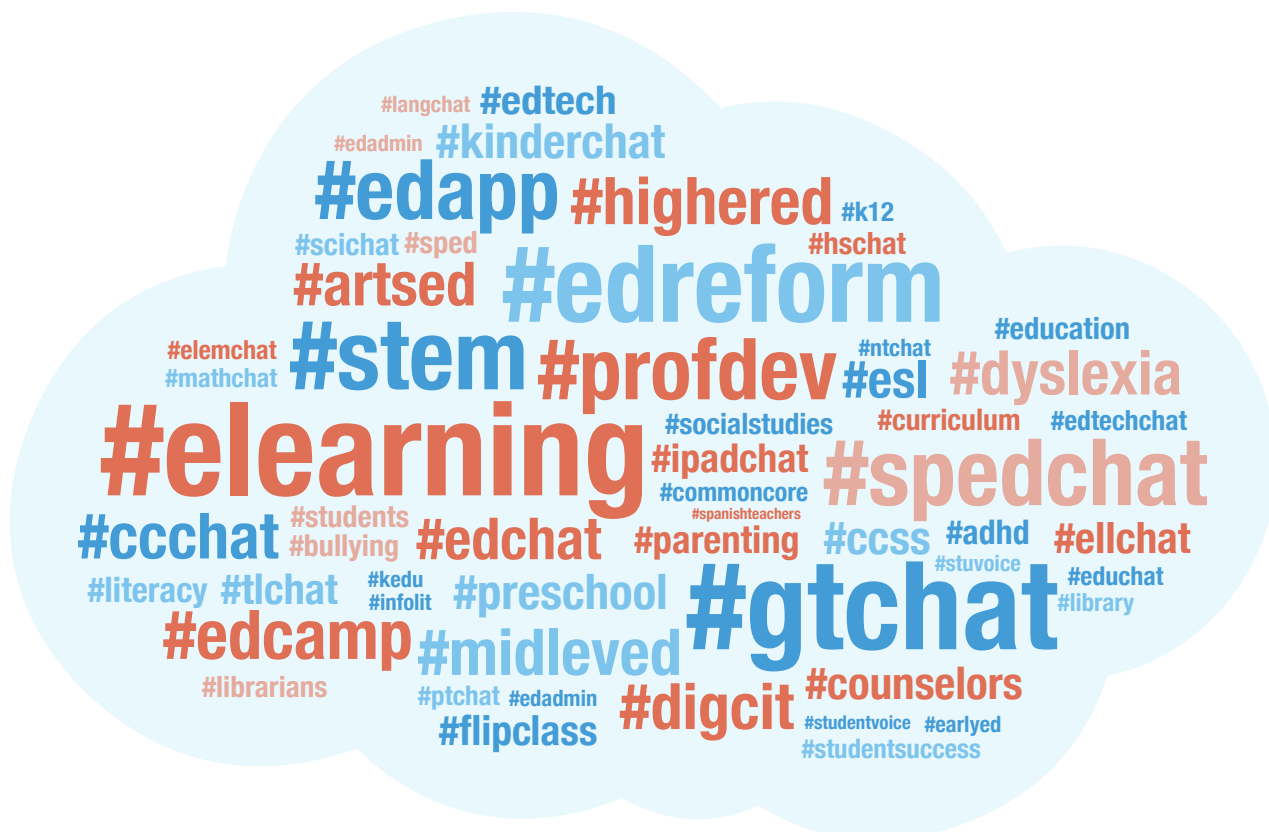 #langchat #edtech
#edadmin #kinderchat
#edapp #highered #k12
#scichat #sped #hschat
#artsed #edreform
#education
#elemchat #stem #profdev #ntchat
#mathchat #esl #dyslexia
#elearning #socialstudies #curriculum #edtechchat
#ipadchat #spedchat
#commoncore
#spanishteachers
#ccchat #students #edchat #parenting #ccss #adhd #ellchat
#bullying
#stuvoice
#literacy #tlchat #kedu #preschool #gtchat #educhat
#infolit #library
#edcamp #midleved
#librarians #digcit #counselors
#ptchat #edadmin
#flipclass #studentvoice #earlyed
#studentsuccess